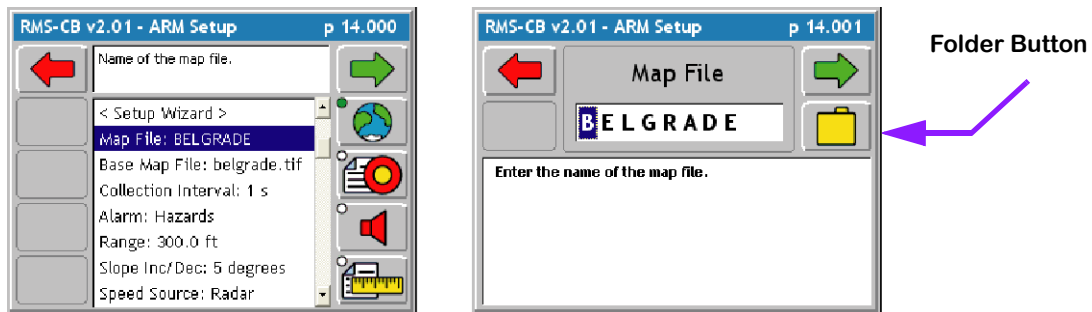 RMS-CB v2.01 - ARM Setup p 14.000
Name of the map file.
< Setup Wizard >
Map File: BELGRADE
Base Map File: belgrade.tif
Collection Interval: 1 s
Alarm: Hazards
Range: 300.0 ft
Slope Inc/Dec: 5 degrees
Speed Source: Radar
RMS-CB v2.01 - ARM Setup p 14.001
Map File
BELGRADE
Enter the name of the map file.
Folder Button